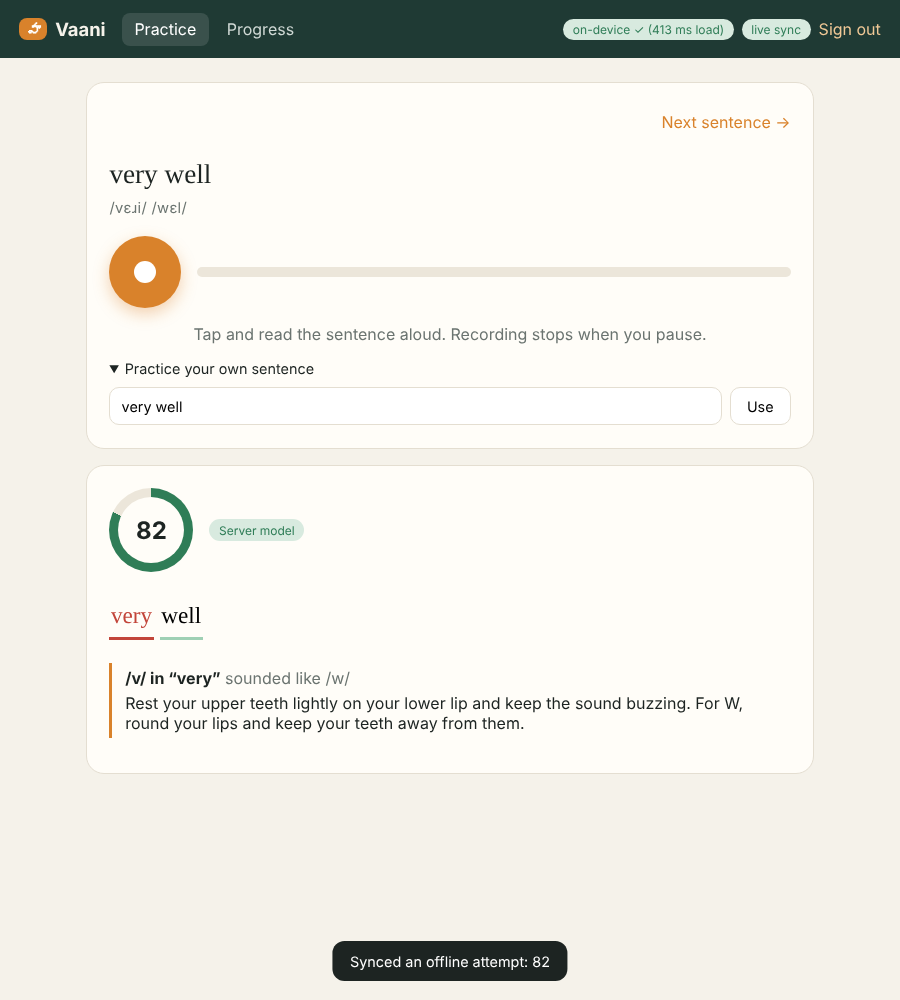 Vaani Practice Progress on-device ✓ (413 ms load) live sync Sign out
Next sentence →
very well
/vɛɹi/ /wɛl/
Tap and read the sentence aloud. Recording stops when you pause.
▼ Practice your own sentence
very well Use
82 Server model
very well
/v/ in “very” sounded like /w/
Rest your upper teeth lightly on your lower lip and keep the sound buzzing. For W,
round your lips and keep your teeth away from them.
Synced an offline attempt: 82